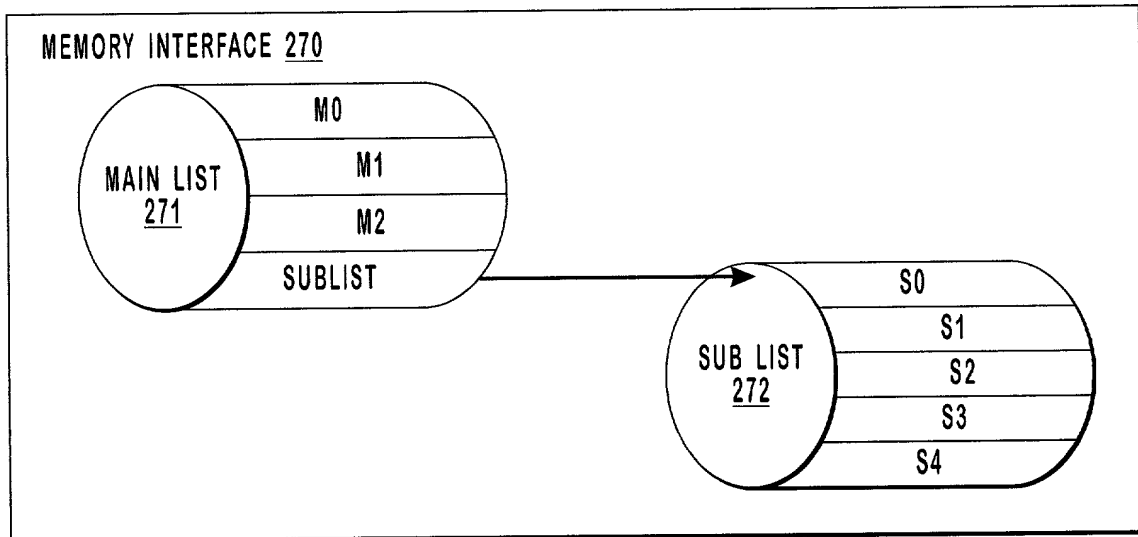 MEMORY INTERFACE 270
MAIN LIST
271
M0
M1
M2
SUBLIST
SUB LIST
272
S0
S1
S2
S3
S4